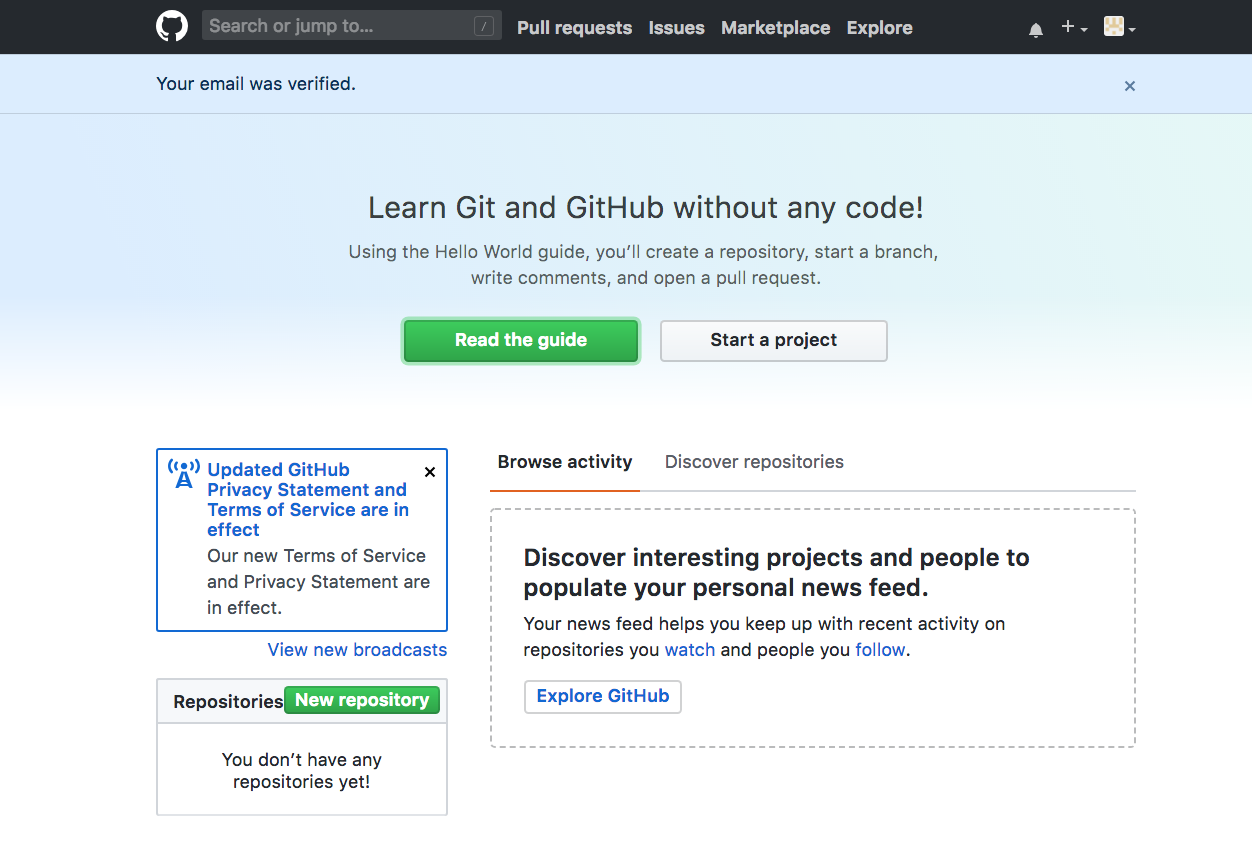 Search or jump to... /
Pull requests Issues Marketplace Explore
Your email was verified.
Learn Git and GitHub without any code!
Using the Hello World guide, you’ll create a repository, start a branch,
write comments, and open a pull request.
Read the guide
Start a project
Updated GitHub
Privacy Statement and
Terms of Service are in
effect
Our new Terms of Service
and Privacy Statement are
in effect.
View new broadcasts
Repositories
New repository
You don’t have any
repositories yet!
Browse activity
Discover repositories
Discover interesting projects and people to
populate your personal news feed.
Your news feed helps you keep up with recent activity on
repositories you watch and people you follow.
Explore GitHub